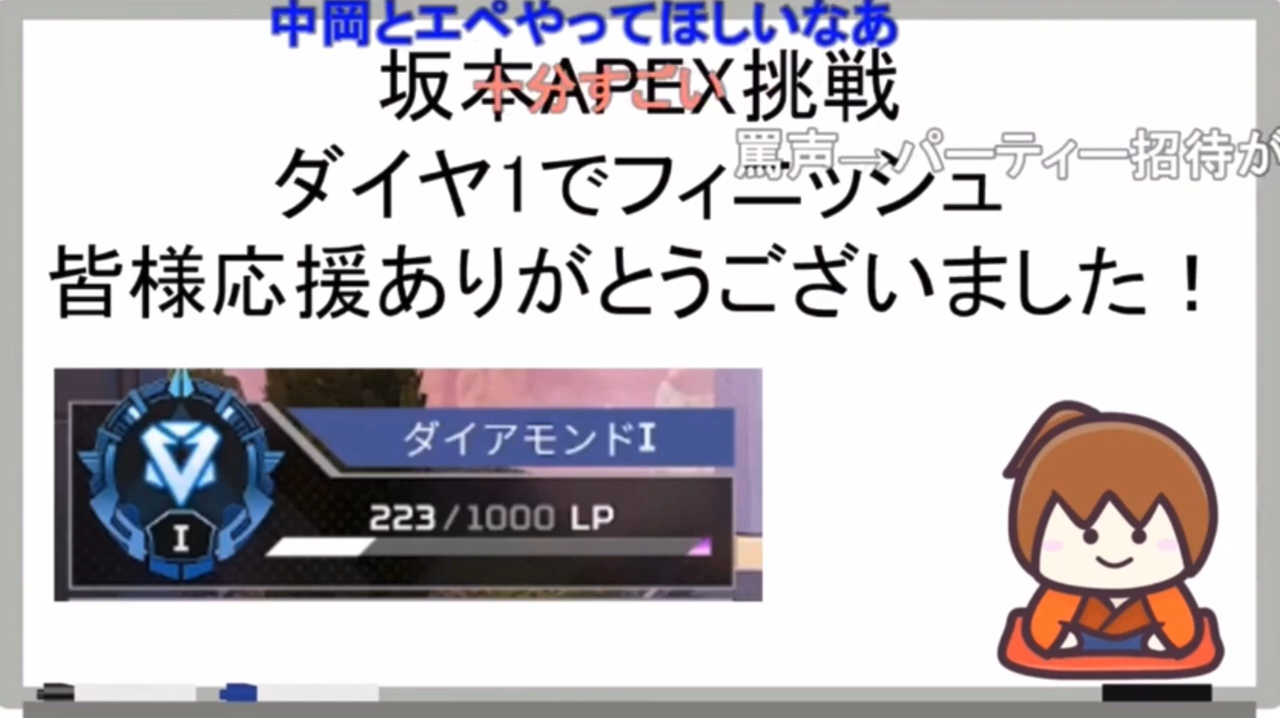 中岡とエペやってほしいなあ
坂本APEX挑戦
十分すごい
罵声→パーティー招待が
ダイヤ1でフィニッシュ
皆様応援ありがとうございました！
ダイアモンドI
223/1000 LP
I